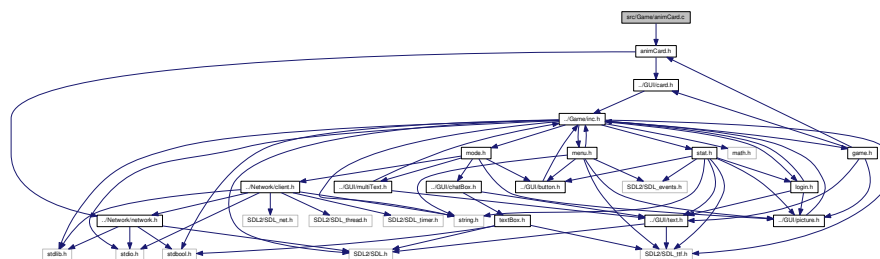 src/Game/animCard.c
animCard.h
../GUI/card.h
../Game/inc.h
mode.h
menu.h
stat.h
math.h
game.h
../Network/client.h
../GUI/multiText.h
../GUI/chatBox.h
../GUI/button.h
SDL2/SDL_events.h
login.h
../Network/network.h
SDL2/SDL_net.h
SDL2/SDL_thread.h
SDL2/SDL_timer.h
string.h
textBox.h
../GUI/text.h
../GUI/picture.h
stdlib.h
stdio.h
stdbool.h
SDL2/SDL.h
SDL2/SDL_ttf.h